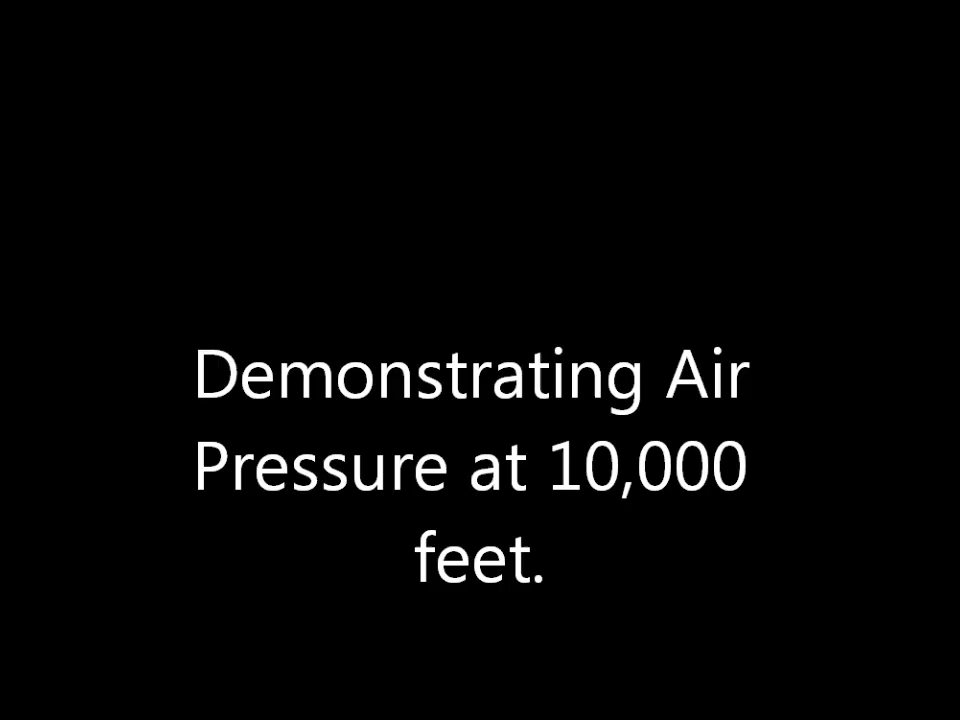 Demonstrating Air
Pressure at 10,000
feet.